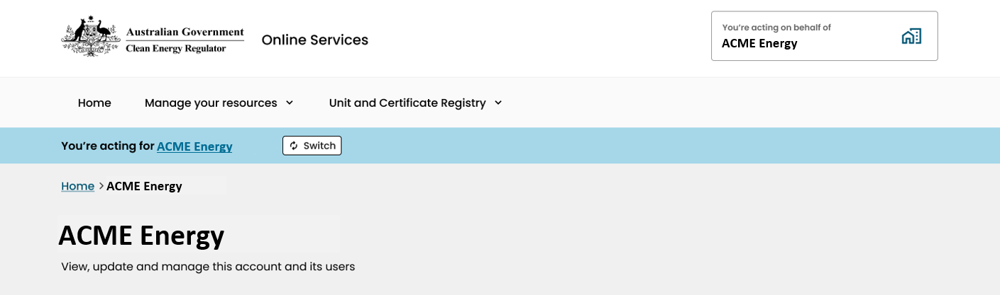 Australian Government
Clean Energy Regulator
Online Services
You're acting on behalf of
ACME Energy
Home
Manage your resources
Unit and Certificate Registry
You're acting for ACME Energy
Switch
Home > ACME Energy
ACME Energy
View, update and manage this account and its users